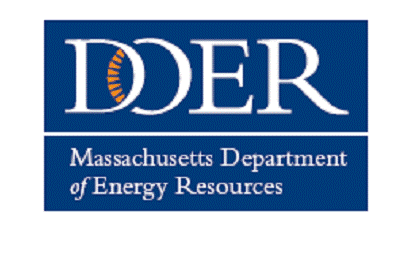 DOER
Massachusetts Department
of Energy Resources